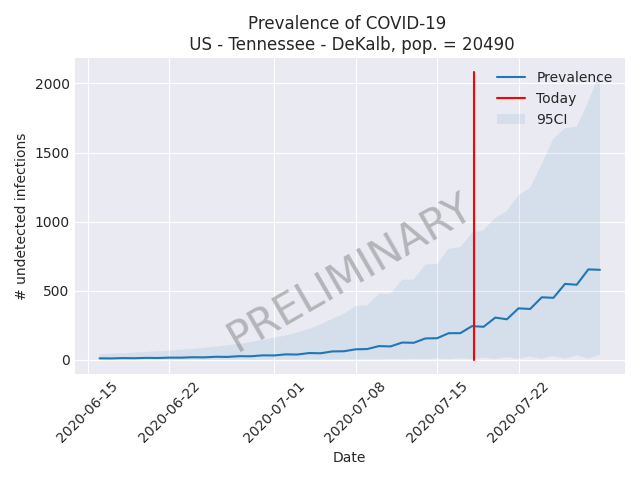 Prevalence of COVID-19
US - Tennessee - DeKalb, pop. = 20490
Prevalence
Today
95CI
# undetected infections
2000
1500
1000
500
0
PRELIMINARY
2020-06-15
2020-06-22
2020-07-01
2020-07-08
2020-07-15
2020-07-22
Date